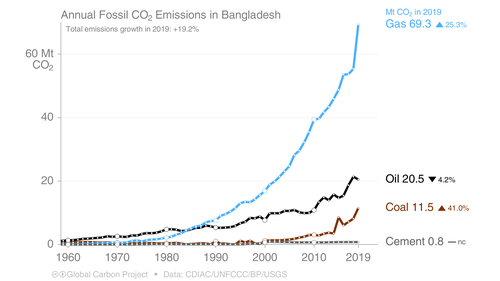 Annual Fossil CO₂ Emissions in Bangladesh
Total emissions growth in 2019: +19.2%
Mt CO₂ in 2019
Gas 69.3 ▲ 25.3%
60 Mt
CO₂
40
20
0
Oil 20.5 ▼ 4.2%
Coal 11.5 ▲ 41.0%
Cement 0.8 — nc
1960 1970 1980 1990 2000 2010 2019
Global Carbon Project • Data: CDIAC/UNFCCC/BP/USGS